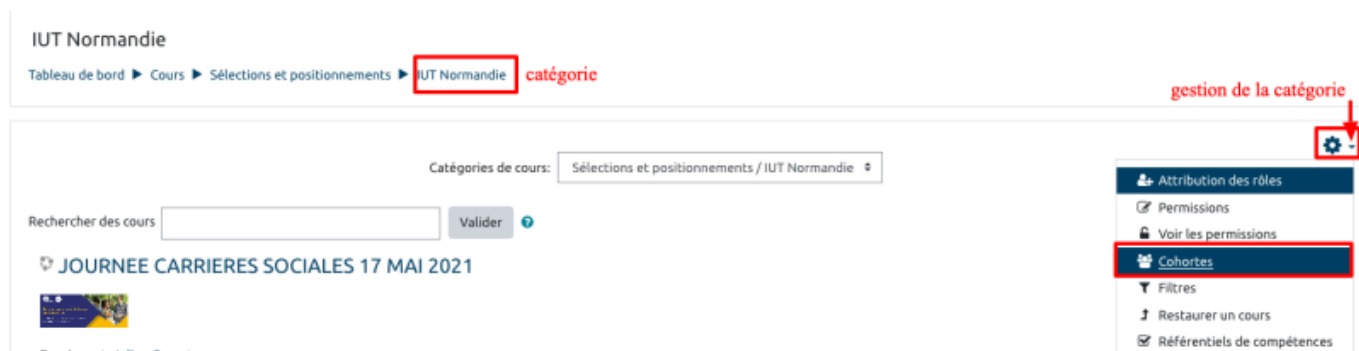 IUT Normandie
Tableau de bord ▶ Cours ▶ Sélections et positionnements ▶ IUT Normandie catégorie
gestion de la catégorie
Catégories de cours: Sélections et positionnements / IUT Normandie
Rechercher des cours Valider
JOURNEE CARRIERES SOCIALES 17 MAI 2021
Attribution des rôles
Permissions
Voir les permissions
Cohortes
Filtres
Restaurer un cours
Référentiels de compétences